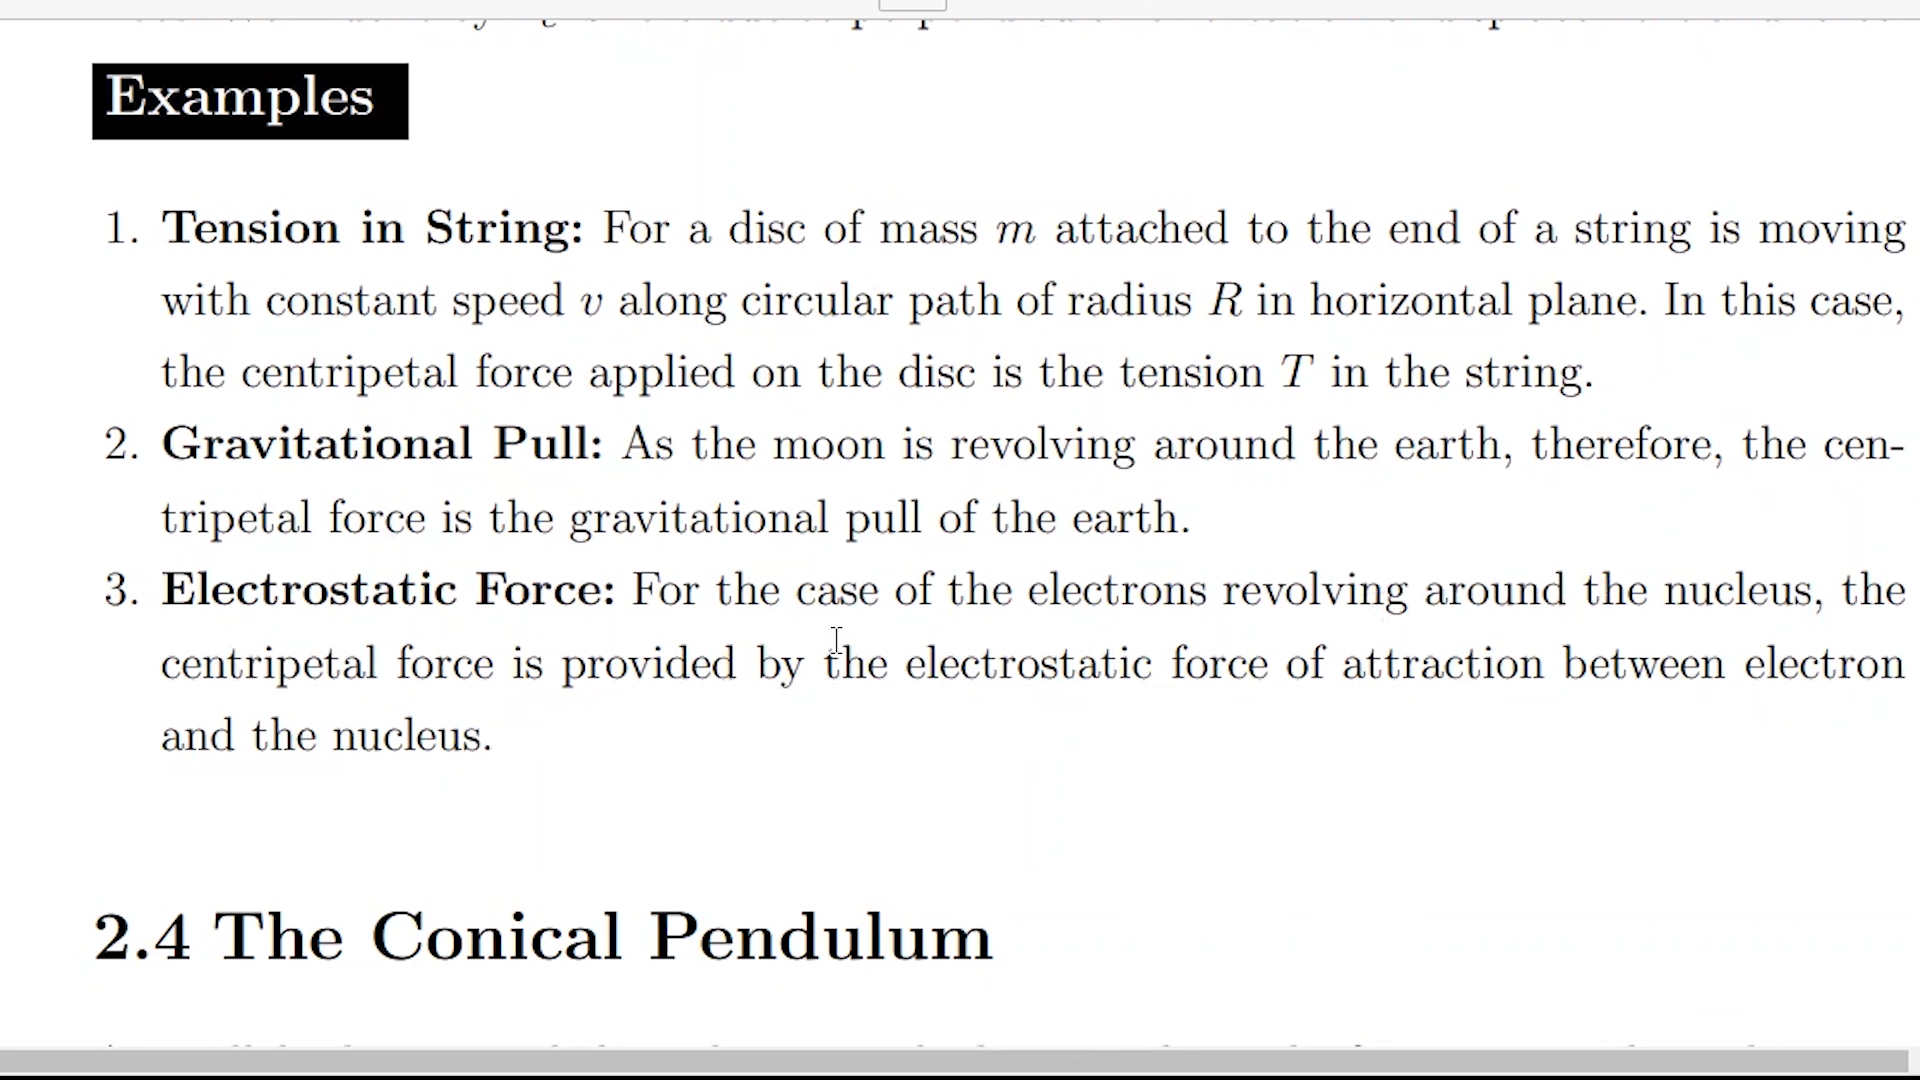 Examples
1. Tension in String: For a disc of mass m attached to the end of a string is moving
with constant speed v along circular path of radius R in horizontal plane. In this case,
the centripetal force applied on the disc is the tension T in the string.
2. Gravitational Pull: As the moon is revolving around the earth, therefore, the cen-
tripetal force is the gravitational pull of the earth.
3. Electrostatic Force: For the case of the electrons revolving around the nucleus, the
centripetal force is provided by the electrostatic force of attraction between electron
and the nucleus.
2.4 The Conical Pendulum